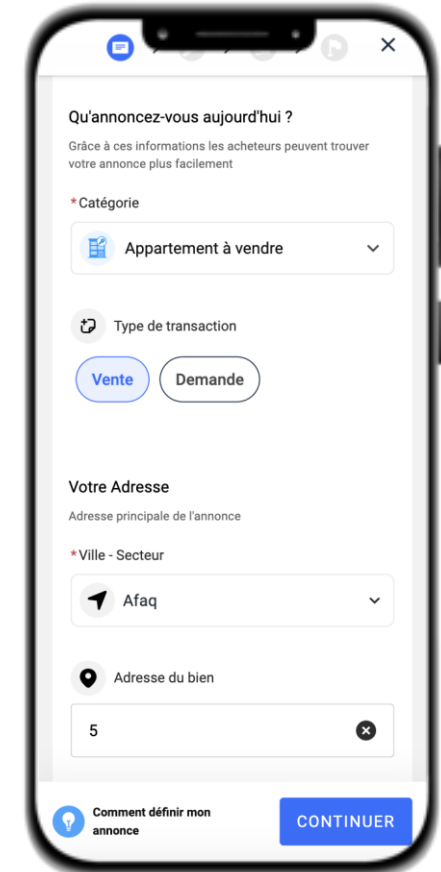 Qu'annoncez-vous aujourd'hui ?
Grâce à ces informations les acheteurs peuvent trouver
votre annonce plus facilement
*Catégorie
Appartement à vendre
Type de transaction
Vente Demande
Votre Adresse
Adresse principale de l'annonce
*Ville - Secteur
Afaq
Adresse du bien
5
Comment définir mon
annonce
CONTINUER